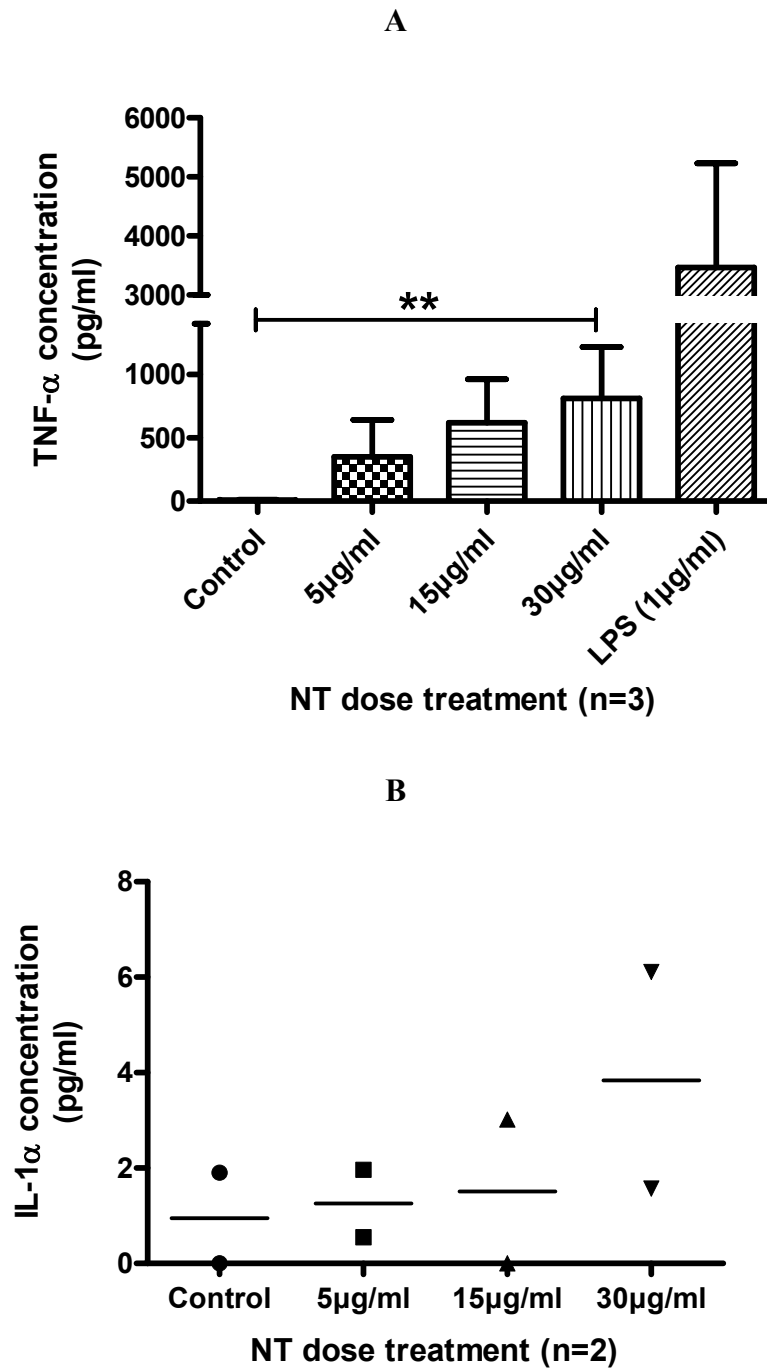 A
TNF-α concentration
(pg/ml)
6000
5000
4000
3000
1000
500
0
**
Control
5µg/ml
15µg/ml
30µg/ml
LPS (1µg/ml)
NT dose treatment (n=3)
B
IL-1α concentration
(pg/ml)
8
6
4
2
0
Control
5µg/ml
15µg/ml
30µg/ml
NT dose treatment (n=2)